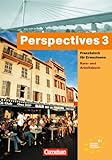 Perspectives 3
Französisch
für Erwachsene
Kurs- und
Arbeitsbuch
Cornelsen